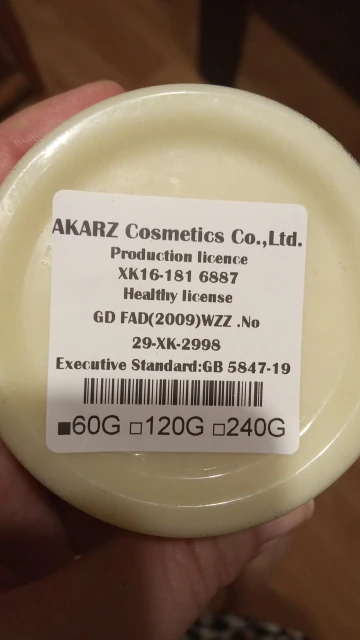 AKARZ Cosmetics Co.,Ltd.
Production licence
XK16-181 6887
Healthy license
GD FAD(2009)WZZ .No
29-XK-2998
Executive Standard:GB 5847-19
■60G □120G □240G